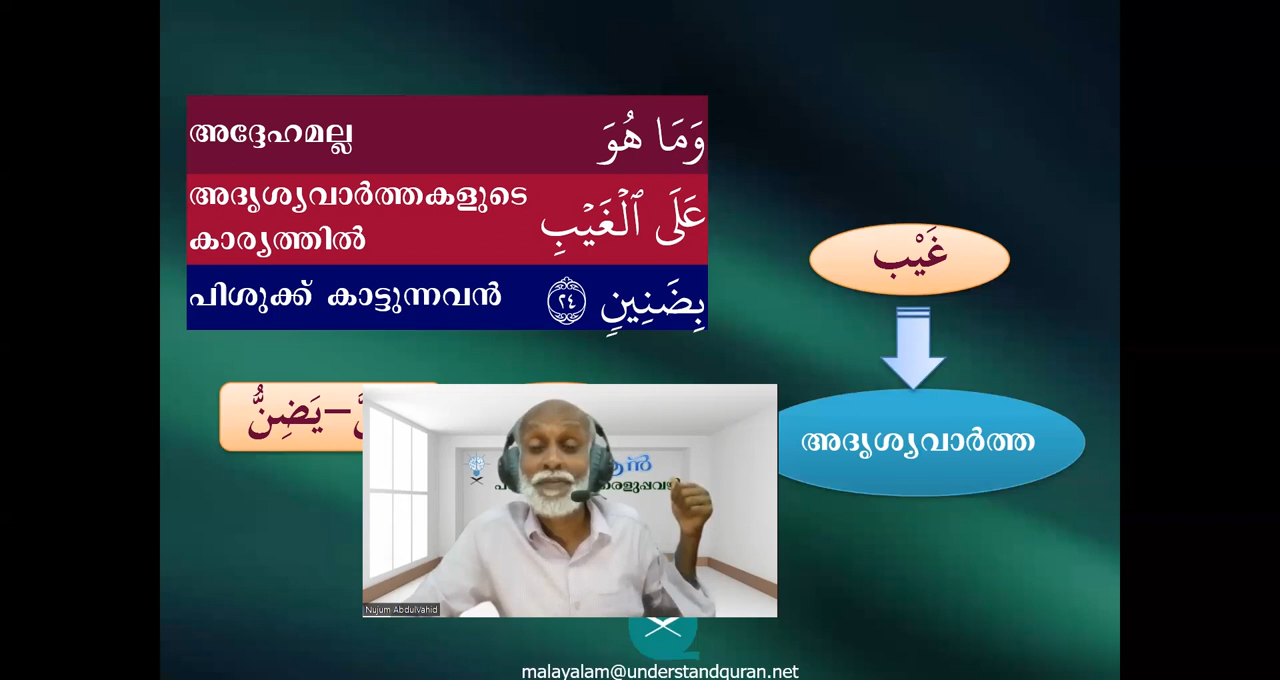 അദ്ദേഹമല്ല وَمَا هُوَ
അദൃശ്യവാർത്തകളുടെ
കാര്യത്തിൽ عَلَى ٱلْغَيْبِ
പിശുക്ക് കാട്ടുന്നവൻ بِضَنِينٍ ٢٤
غَيْب
يَضِنُّ –
അദൃശ്യവാർത്ത
Nujum AbdulVahid
malayalam@understandquran.net